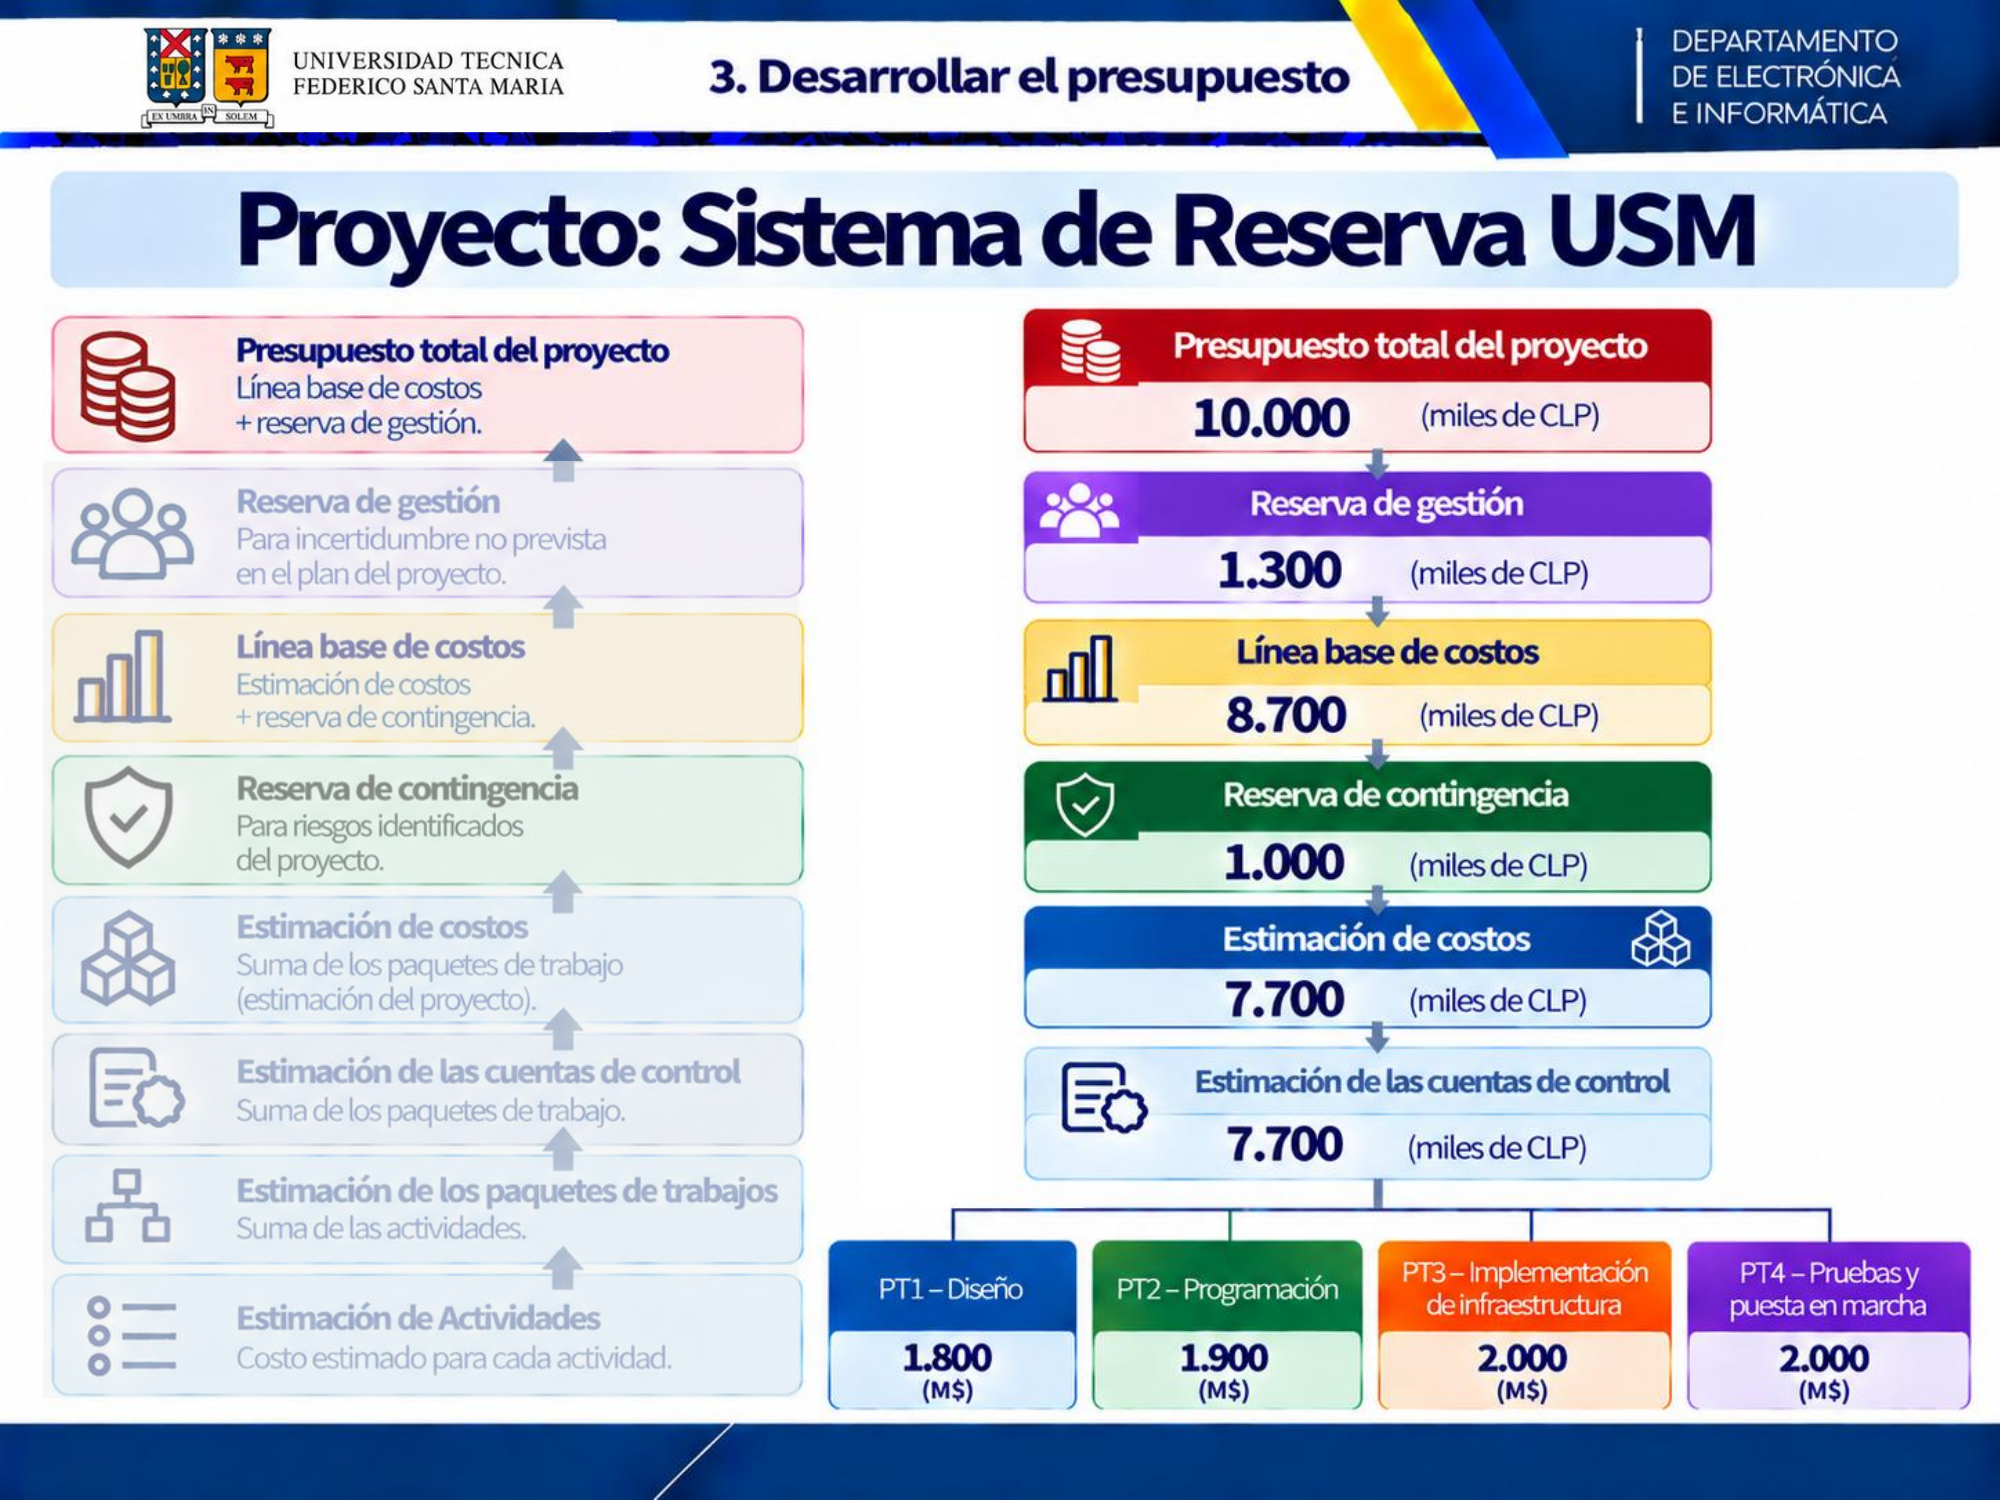 EX UMBRA IN SOLEM
UNIVERSIDAD TECNICA
FEDERICO SANTA MARIA
3. Desarrollar el presupuesto
DEPARTAMENTO
DE ELECTRÓNICA
E INFORMÁTICA
Proyecto: Sistema de Reserva USM
Presupuesto total del proyecto
Línea base de costos
+ reserva de gestión.
Reserva de gestión
Para incertidumbre no prevista
en el plan del proyecto.
Línea base de costos
Estimación de costos
+ reserva de contingencia.
Reserva de contingencia
Para riesgos identificados
del proyecto.
Estimación de costos
Suma de los paquetes de trabajo
(estimación del proyecto).
Estimación de las cuentas de control
Suma de los paquetes de trabajo.
Estimación de los paquetes de trabajos
Suma de las actividades.
Estimación de Actividades
Costo estimado para cada actividad.
Presupuesto total del proyecto
10.000 (miles de CLP)
Reserva de gestión
1.300 (miles de CLP)
Línea base de costos
8.700 (miles de CLP)
Reserva de contingencia
1.000 (miles de CLP)
Estimación de costos
7.700 (miles de CLP)
Estimación de las cuentas de control
7.700 (miles de CLP)
PT1 – Diseño
1.800
(M$)
PT2 – Programación
1.900
(M$)
PT3 – Implementación
de infraestructura
2.000
(M$)
PT4 – Pruebas y
puesta en marcha
2.000
(M$)